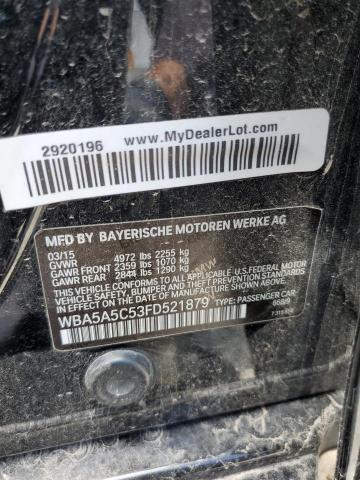 2920196 www.MyDealerLot.com
MFD BY BAYERISCHE MOTOREN WERKE AG
03/15
GVWR 4972 lbs 2255 kg
GAWR FRONT 2359 lbs 1070 kg
GAWR REAR 2844 lbs 1290 kg
THIS VEHICLE CONFORMS TO ALL APPLICABLE U.S. FEDERAL MOTOR
VEHICLE SAFETY, BUMPER, AND THEFT PREVENTION STANDARDS
IN EFFECT ON THE DATE OF MANUFACTURE SHOWN ABOVE.
WBA5A5C53FD521879 TYPE: PASSENGER CAR
668/9